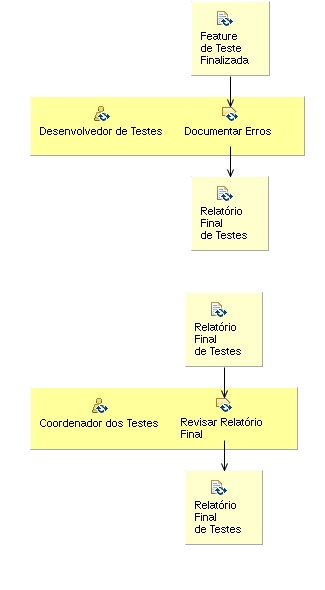 Feature
de Teste
Finalizada
Desenvolvedor de Testes
Documentar Erros
Relatório
Final
de Testes
Relatório
Final
de Testes
Coordenador dos Testes
Revisar Relatório
Final
Relatório
Final
de Testes